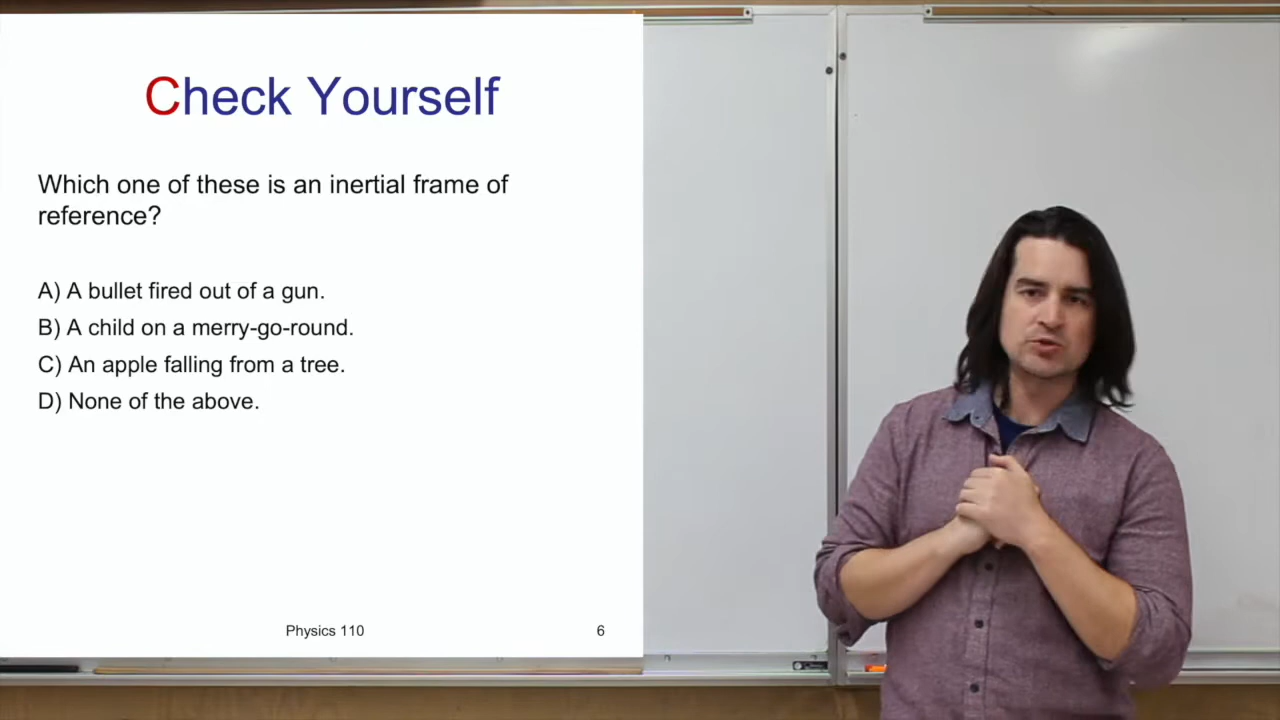 Check Yourself
Which one of these is an inertial frame of
reference?
A) A bullet fired out of a gun.
B) A child on a merry-go-round.
C) An apple falling from a tree.
D) None of the above.
Physics 110
6